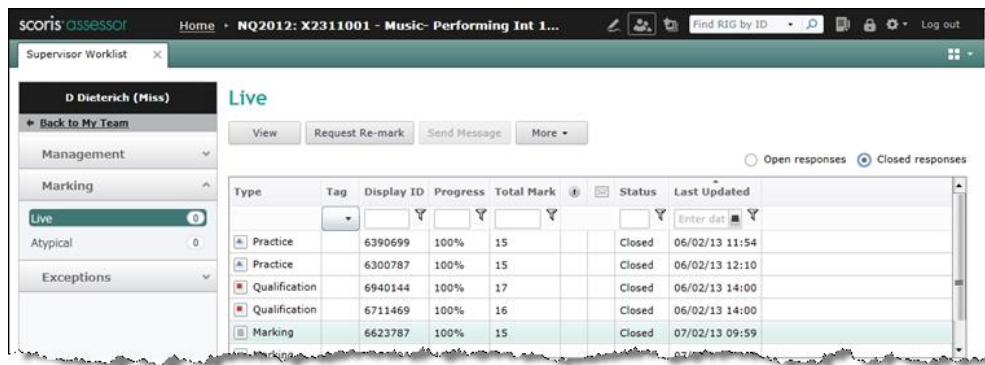 scoris assessor Home • NQ2012: X2311001 - Music- Performing Int 1... Find RIG by ID Log out
Supervisor Worklist ×
D Dieterich (Miss)
Back to My Team
Management
Marking
Live 0
Atypical 0
Exceptions
Live
View Request Re-mark Send Message More
Open responses Closed responses
Type Tag Display ID Progress Total Mark Status Last Updated
Enter dat
Practice 6390699 100% 15 Closed 06/02/13 11:54
Practice 6300787 100% 15 Closed 06/02/13 12:10
Qualification 6940144 100% 17 Closed 06/02/13 14:00
Qualification 6711469 100% 16 Closed 06/02/13 14:00
Marking 6623787 100% 15 Closed 07/02/13 09:59